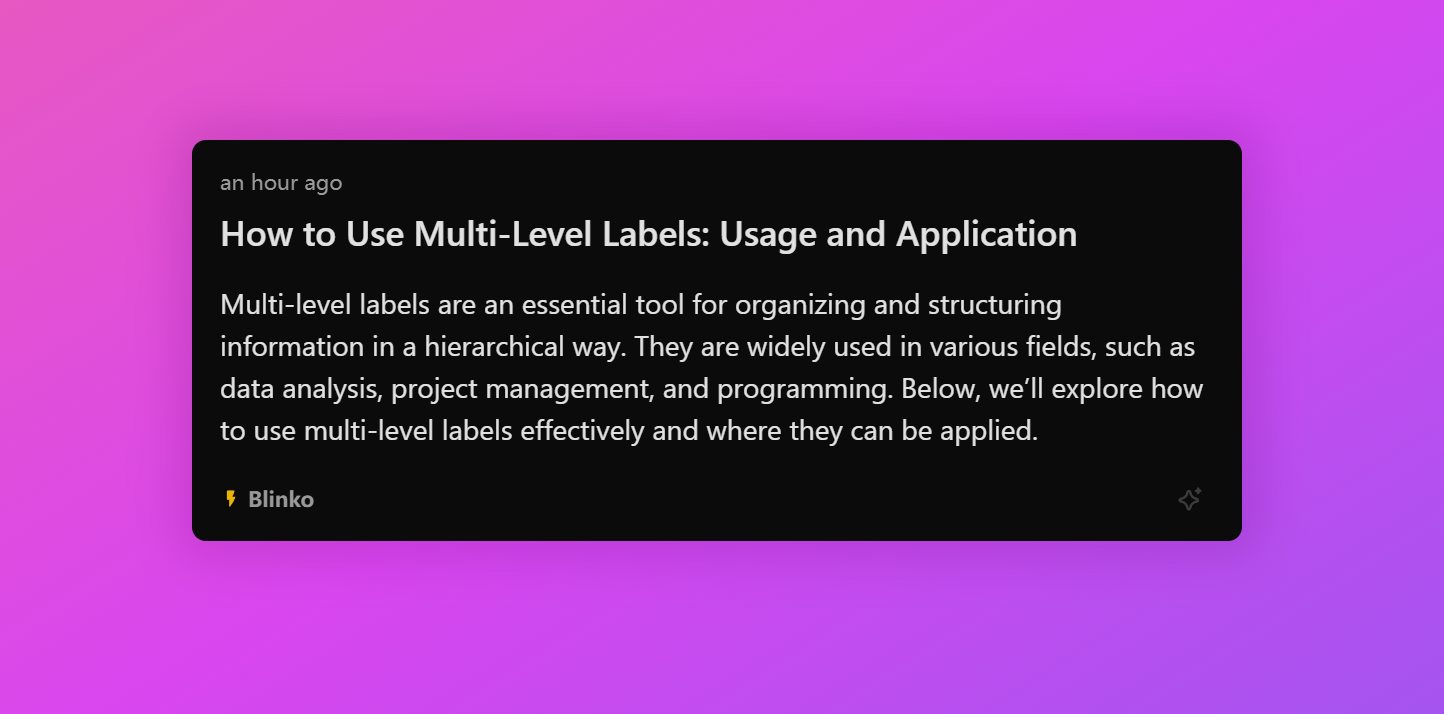 an hour ago
How to Use Multi-Level Labels: Usage and Application
Multi-level labels are an essential tool for organizing and structuring
information in a hierarchical way. They are widely used in various fields, such as
data analysis, project management, and programming. Below, we’ll explore how
to use multi-level labels effectively and where they can be applied.
Blinko